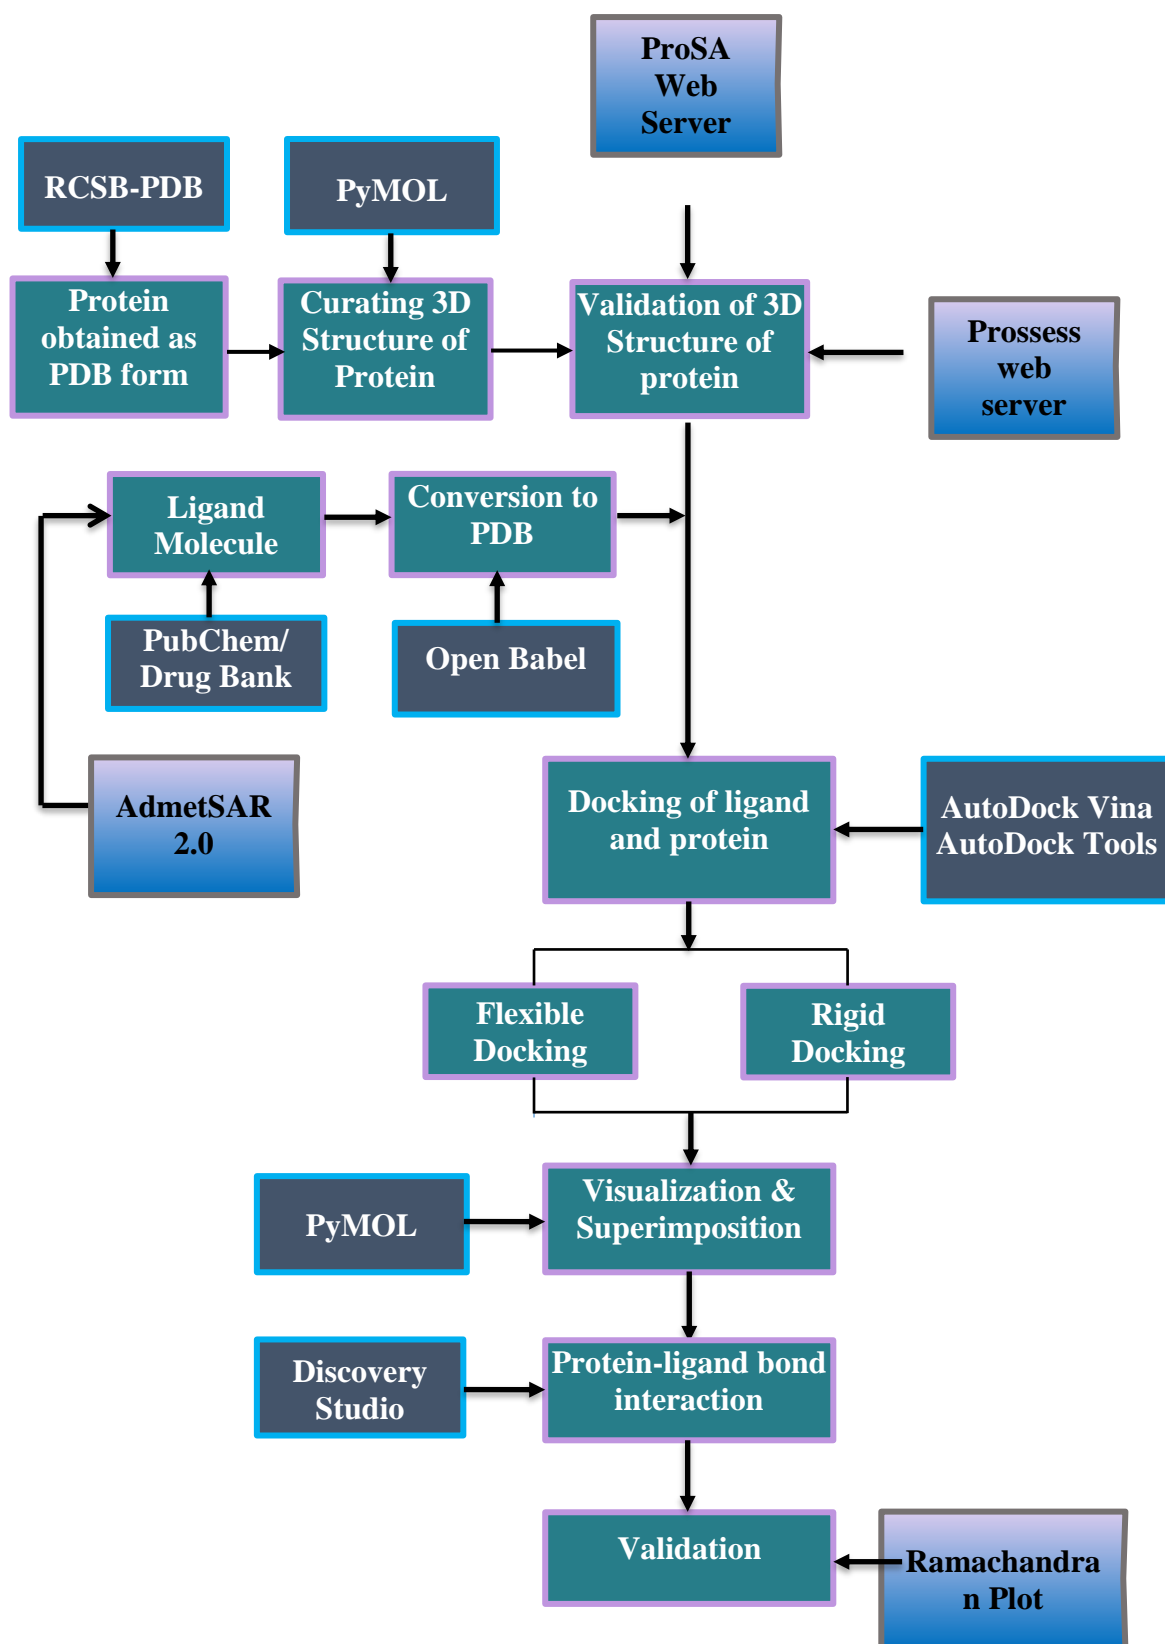 ProSA
Web
Server
RCSB-PDB
PyMOL
Protein
obtained as
PDB form
Curating 3D
Structure of
Protein
Validation of 3D
Structure of
protein
Prossess
web
server
Ligand
Molecule
Conversion to
PDB
PubChem/
Drug Bank
Open Babel
AdmetSAR
2.0
Docking of ligand
and protein
AutoDock Vina
AutoDock Tools
Flexible
Docking
Rigid
Docking
PyMOL
Visualization &
Superimposition
Discovery
Studio
Protein-ligand bond
interaction
Validation
Ramachandra
n Plot